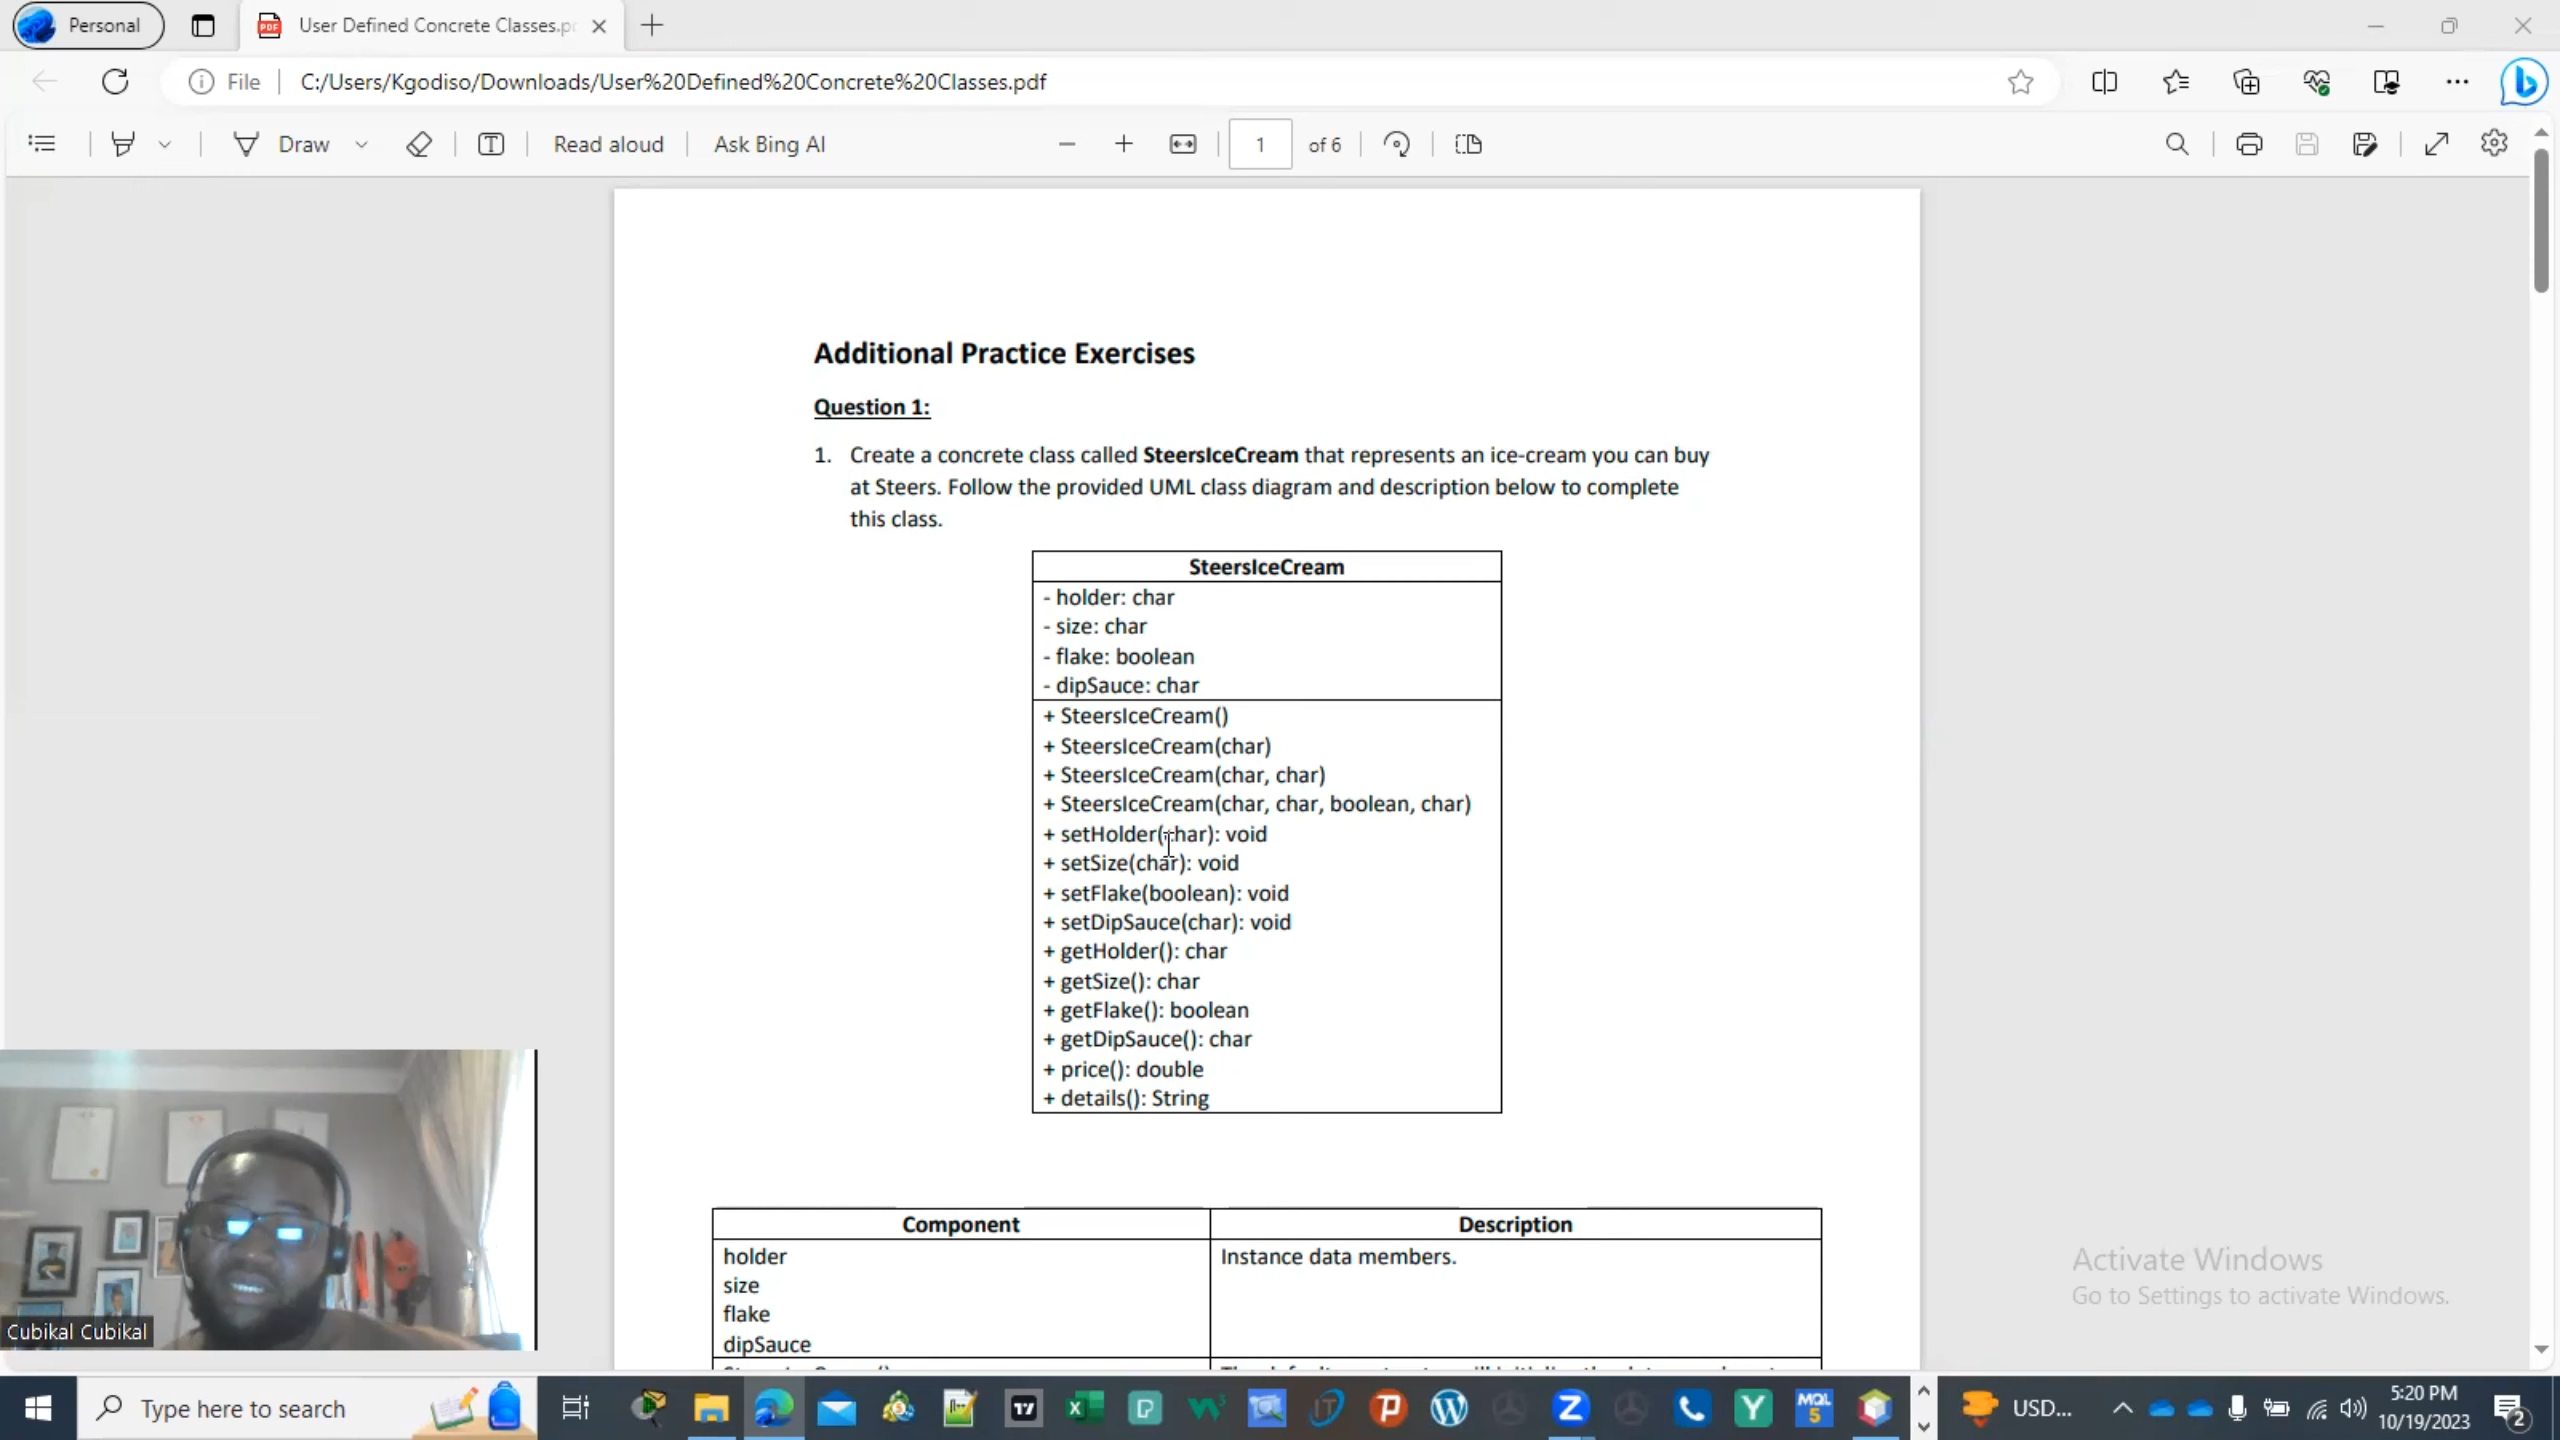 Personal
User Defined Concrete Classes.p
File
C:/Users/Kgodiso/Downloads/User%20Defined%20Concrete%20Classes.pdf
Draw
Read aloud
Ask Bing AI
1
of 6
Additional Practice Exercises
Question 1:
1. Create a concrete class called SteersIceCream that represents an ice-cream you can buy
at Steers. Follow the provided UML class diagram and description below to complete
this class.
SteersIceCream
- holder: char
- size: char
- flake: boolean
- dipSauce: char
+ SteersIceCream()
+ SteersIceCream(char)
+ SteersIceCream(char, char)
+ SteersIceCream(char, char, boolean, char)
+ setHolder(char): void
+ setSize(char): void
+ setFlake(boolean): void
+ setDipSauce(char): void
+ getHolder(): char
+ getSize(): char
+ getFlake(): boolean
+ getDipSauce(): char
+ price(): double
+ details(): String
Component Description
holder Instance data members.
size
flake
dipSauce
Cubikal Cubikal
Activate Windows
Go to Settings to activate Windows.
Type here to search
USD...
5:20 PM
10/19/2023
2